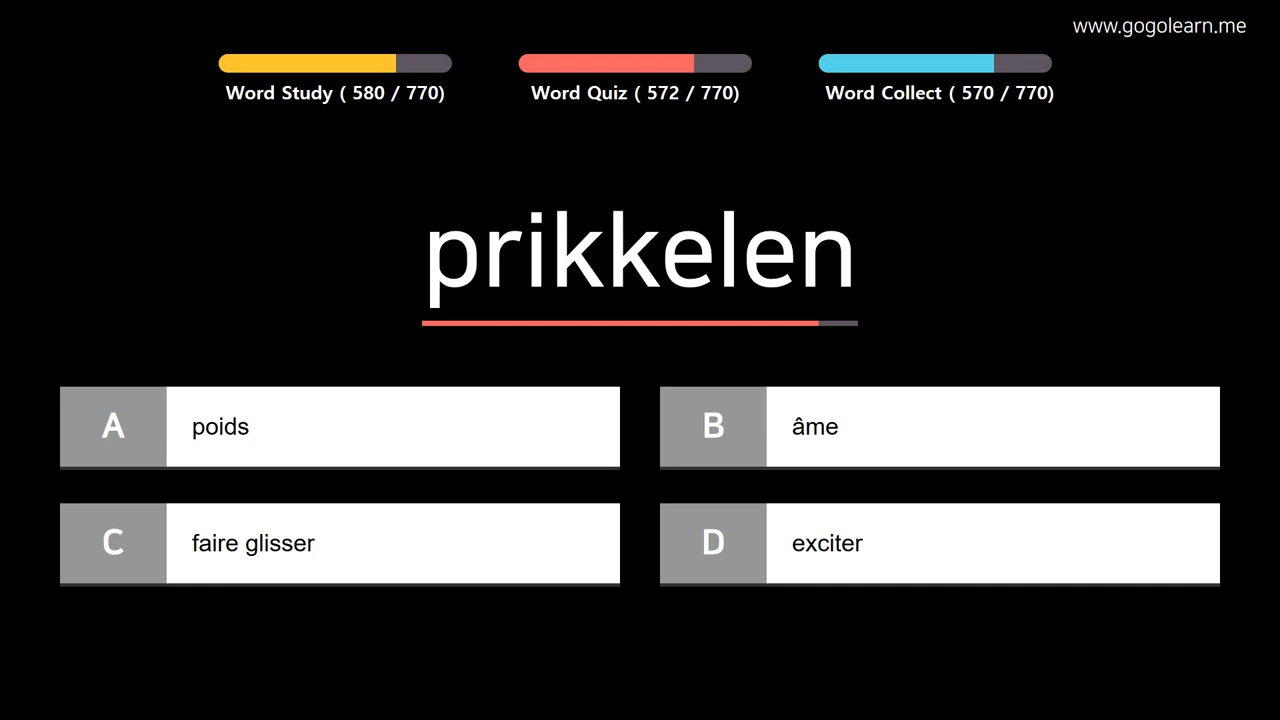 www.gogolearn.me
Word Study ( 580 / 770)
Word Quiz ( 572 / 770)
Word Collect ( 570 / 770)
prikkelen
A poids
B âme
C faire glisser
D exciter